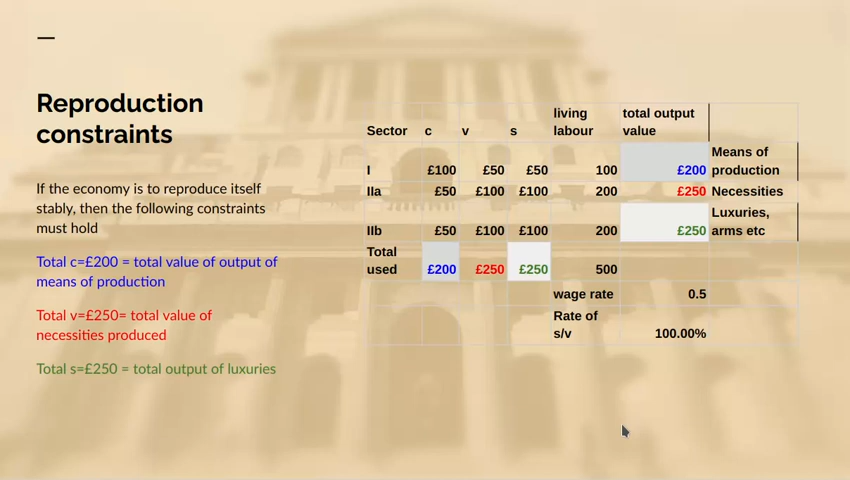 Reproduction
constraints
If the economy is to reproduce itself
stably, then the following constraints
must hold
Total c=£200 = total value of output of
means of production
Total v=£250= total value of
necessities produced
Total s=£250 = total output of luxuries
Sector c v s living labour total output value
I £100 £50 £50 100 £200 Means of production
IIa £50 £100 £100 200 £250 Necessities
IIb £50 £100 £100 200 £250 Luxuries, arms etc
Total used £200 £250 £250 500
wage rate 0.5
Rate of s/v 100.00%